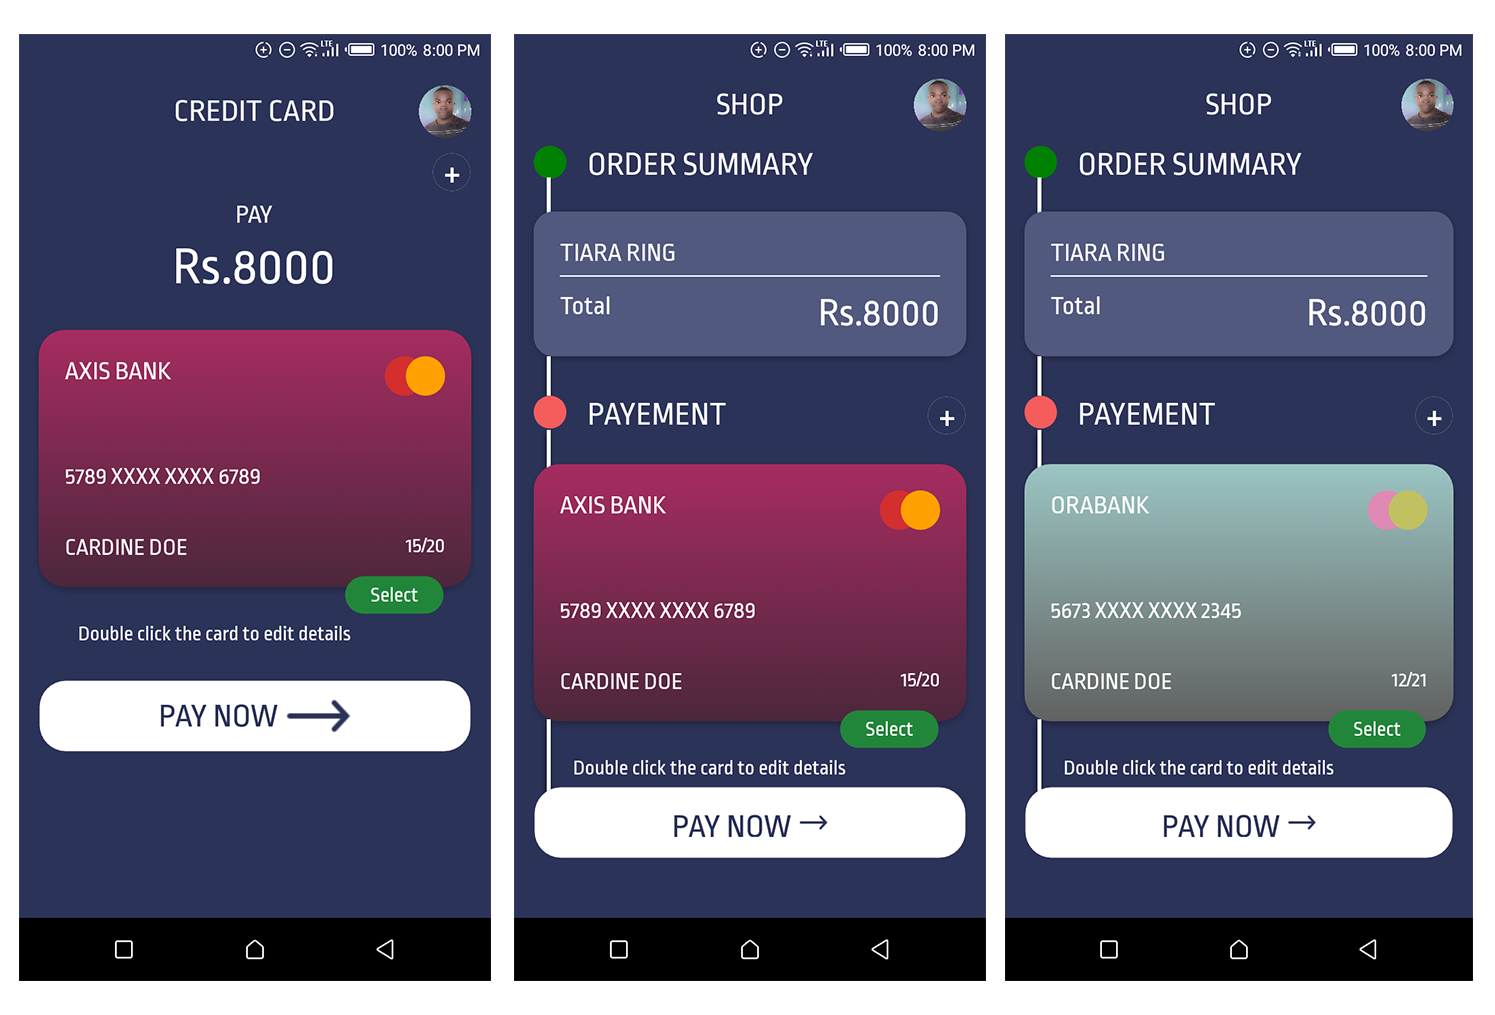 LTE 100% 8:00 PM
CREDIT CARD
+
PAY
Rs.8000
AXIS BANK
5789 XXXX XXXX 6789
CARDINE DOE 15/20
Select
Double click the card to edit details
PAY NOW
LTE 100% 8:00 PM
SHOP
ORDER SUMMARY
TIARA RING
Total Rs.8000
PAYEMENT +
AXIS BANK
5789 XXXX XXXX 6789
CARDINE DOE 15/20
Select
Double click the card to edit details
PAY NOW →
LTE 100% 8:00 PM
SHOP
ORDER SUMMARY
TIARA RING
Total Rs.8000
PAYEMENT +
ORABANK
5673 XXXX XXXX 2345
CARDINE DOE 12/21
Select
Double click the card to edit details
PAY NOW →